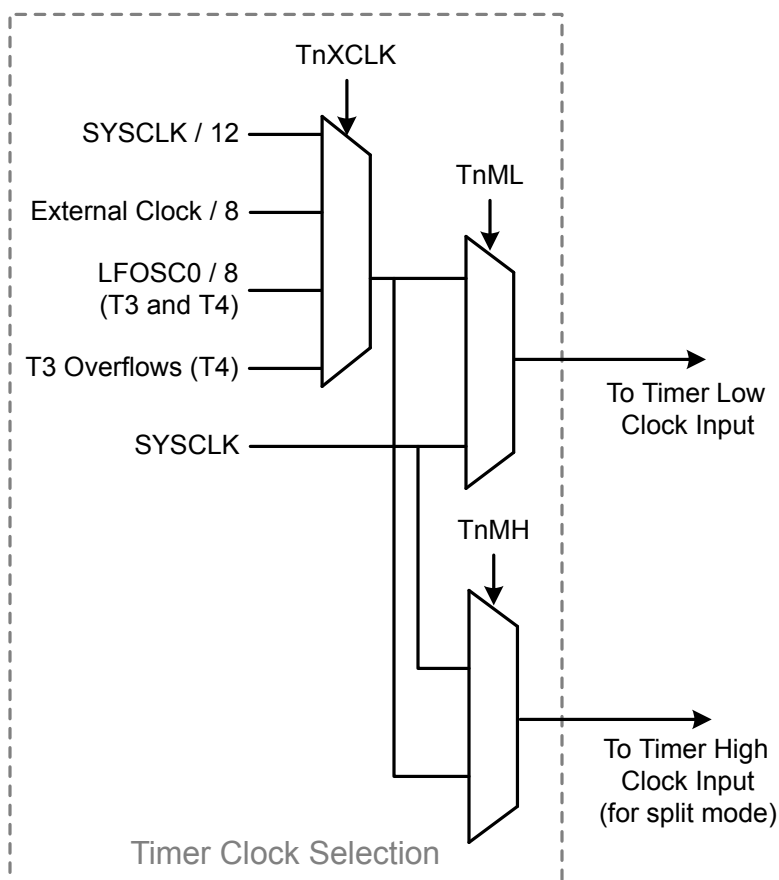 TnXCLK
SYSCLK / 12
TnML
External Clock / 8
LFOSC0 / 8
(T3 and T4)
T3 Overflows (T4)
To Timer Low
Clock Input
SYSCLK
TnMH
To Timer High
Clock Input
(for split mode)
Timer Clock Selection